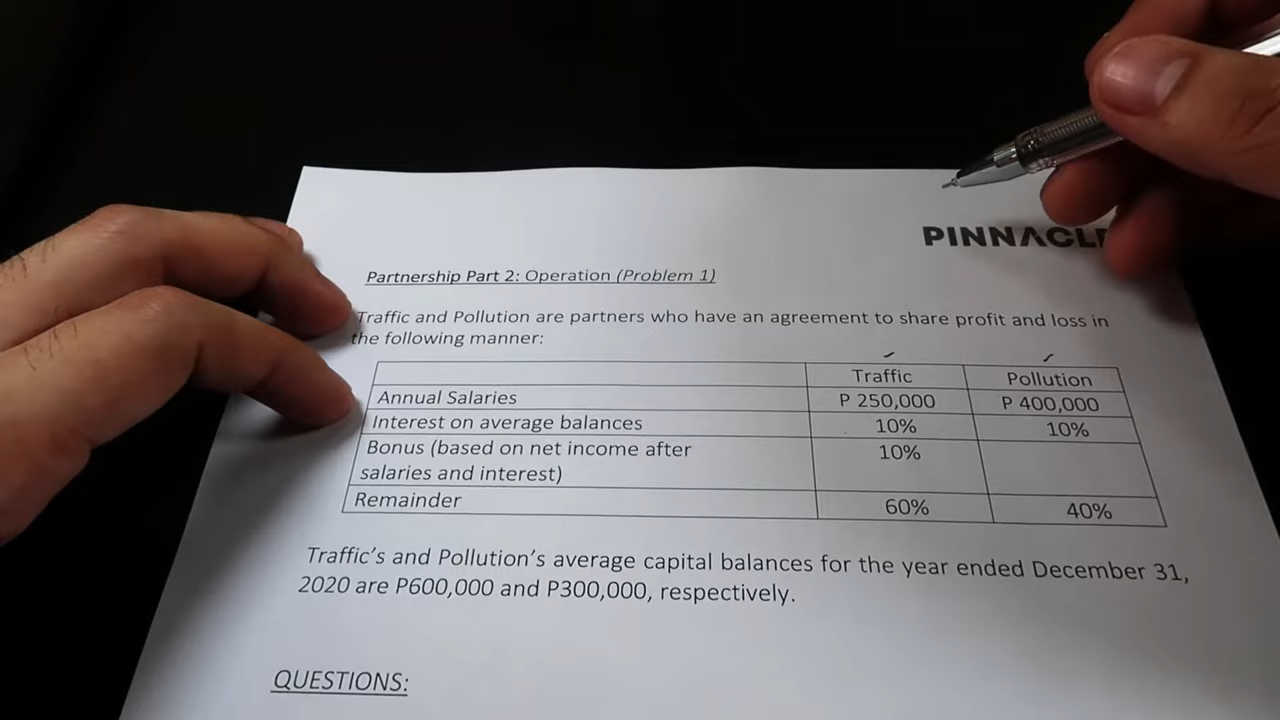 PINNACLE
Partnership Part 2: Operation (Problem 1)
Traffic and Pollution are partners who have an agreement to share profit and loss in
the following manner:
Traffic Pollution
Annual Salaries P 250,000 P 400,000
Interest on average balances 10% 10%
Bonus (based on net income after 10%
salaries and interest)
Remainder 60% 40%
Traffic's and Pollution's average capital balances for the year ended December 31,
2020 are P600,000 and P300,000, respectively.
QUESTIONS: